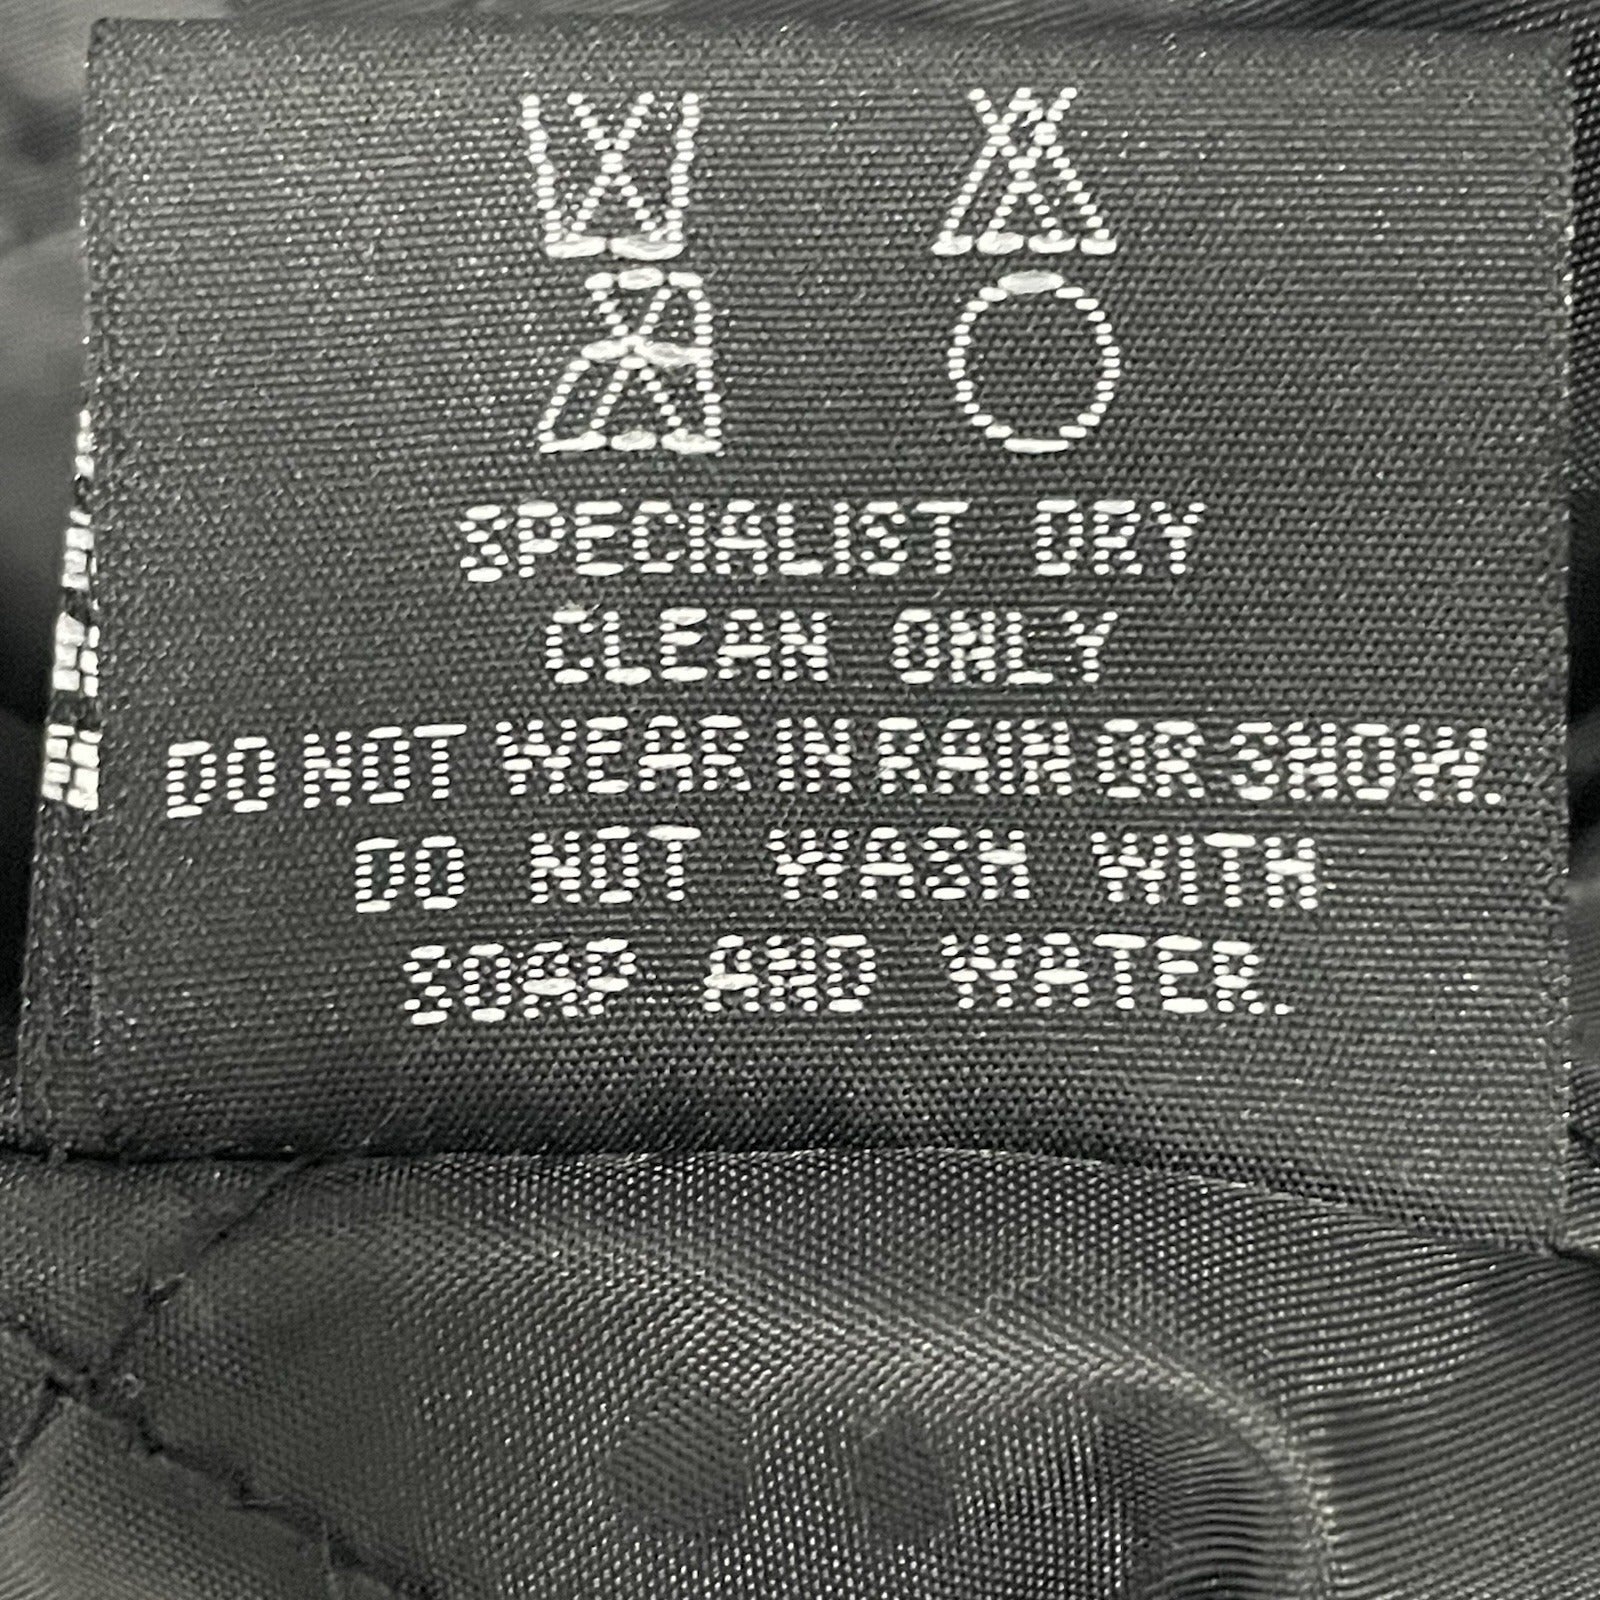 SPECIALIST DRY
CLEAN ONLY
DO NOT WEAR IN RAIN OR SNOW.
DO NOT WASH WITH
SOAP AND WATER.